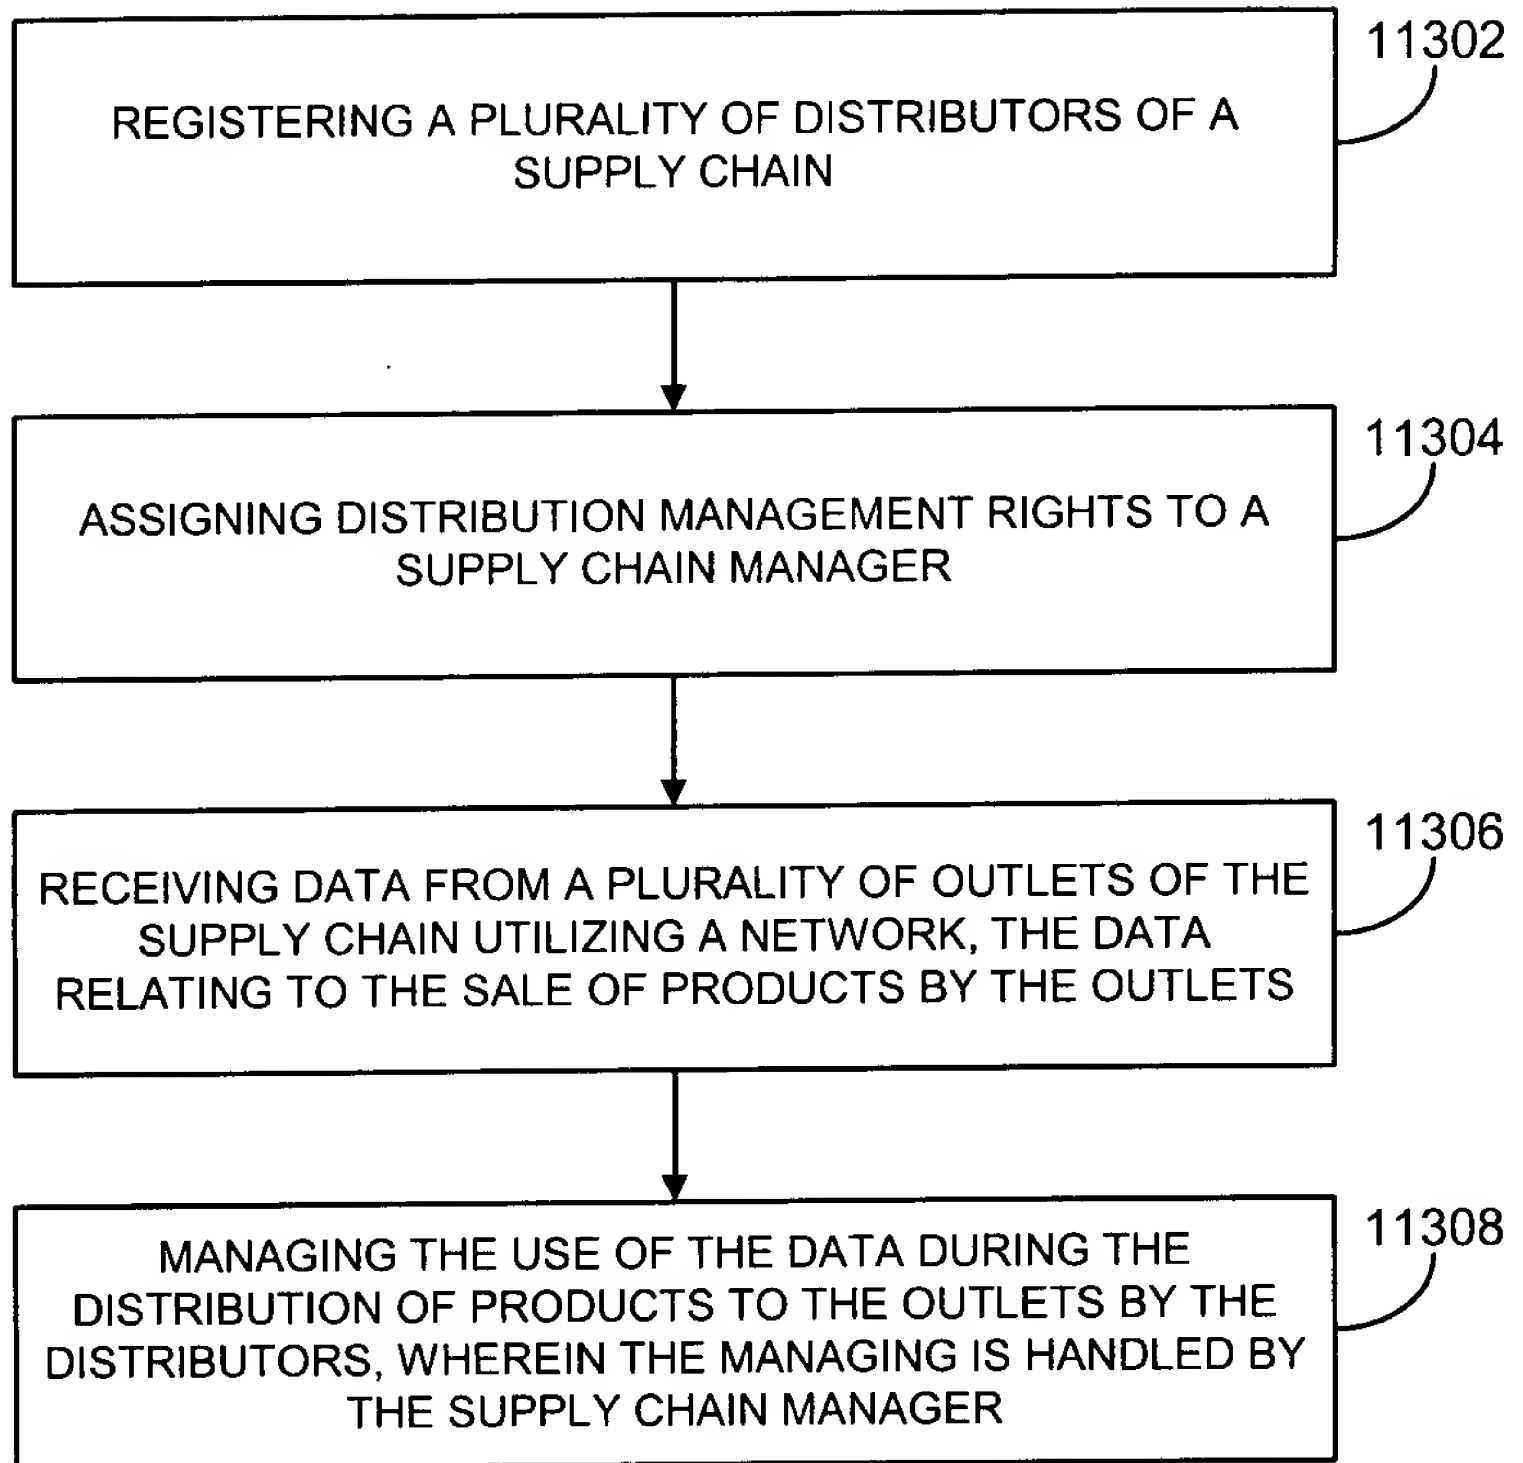 11302
REGISTERING A PLURALITY OF DISTRIBUTORS OF A
SUPPLY CHAIN
11304
ASSIGNING DISTRIBUTION MANAGEMENT RIGHTS TO A
SUPPLY CHAIN MANAGER
11306
RECEIVING DATA FROM A PLURALITY OF OUTLETS OF THE
SUPPLY CHAIN UTILIZING A NETWORK, THE DATA
RELATING TO THE SALE OF PRODUCTS BY THE OUTLETS
11308
MANAGING THE USE OF THE DATA DURING THE
DISTRIBUTION OF PRODUCTS TO THE OUTLETS BY THE
DISTRIBUTORS, WHEREIN THE MANAGING IS HANDLED BY
THE SUPPLY CHAIN MANAGER